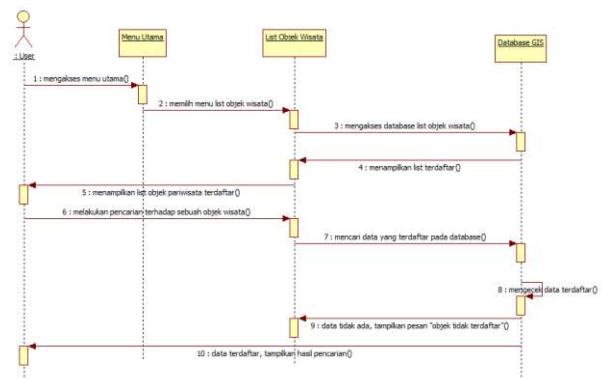 Menu Utama
List Objek Wisata
Database GIS
: User
1 : mengakses menu utama()
2 : memilih menu list objek wisata()
3 : mengakses database list objek wisata()
4 : menampilkan list terdaftar()
5 : menampilkan list objek pariwisata terdaftar()
6 : melakukan pencarian terhadap sebuah objek wisata()
7 : mencari data yang terdaftar pada database()
8 : mengecek data terdaftar()
9 : data tidak ada, tampilkan pesan "objek tidak terdaftar"()
10 : data terdaftar, tampilkan hasil pencarian()